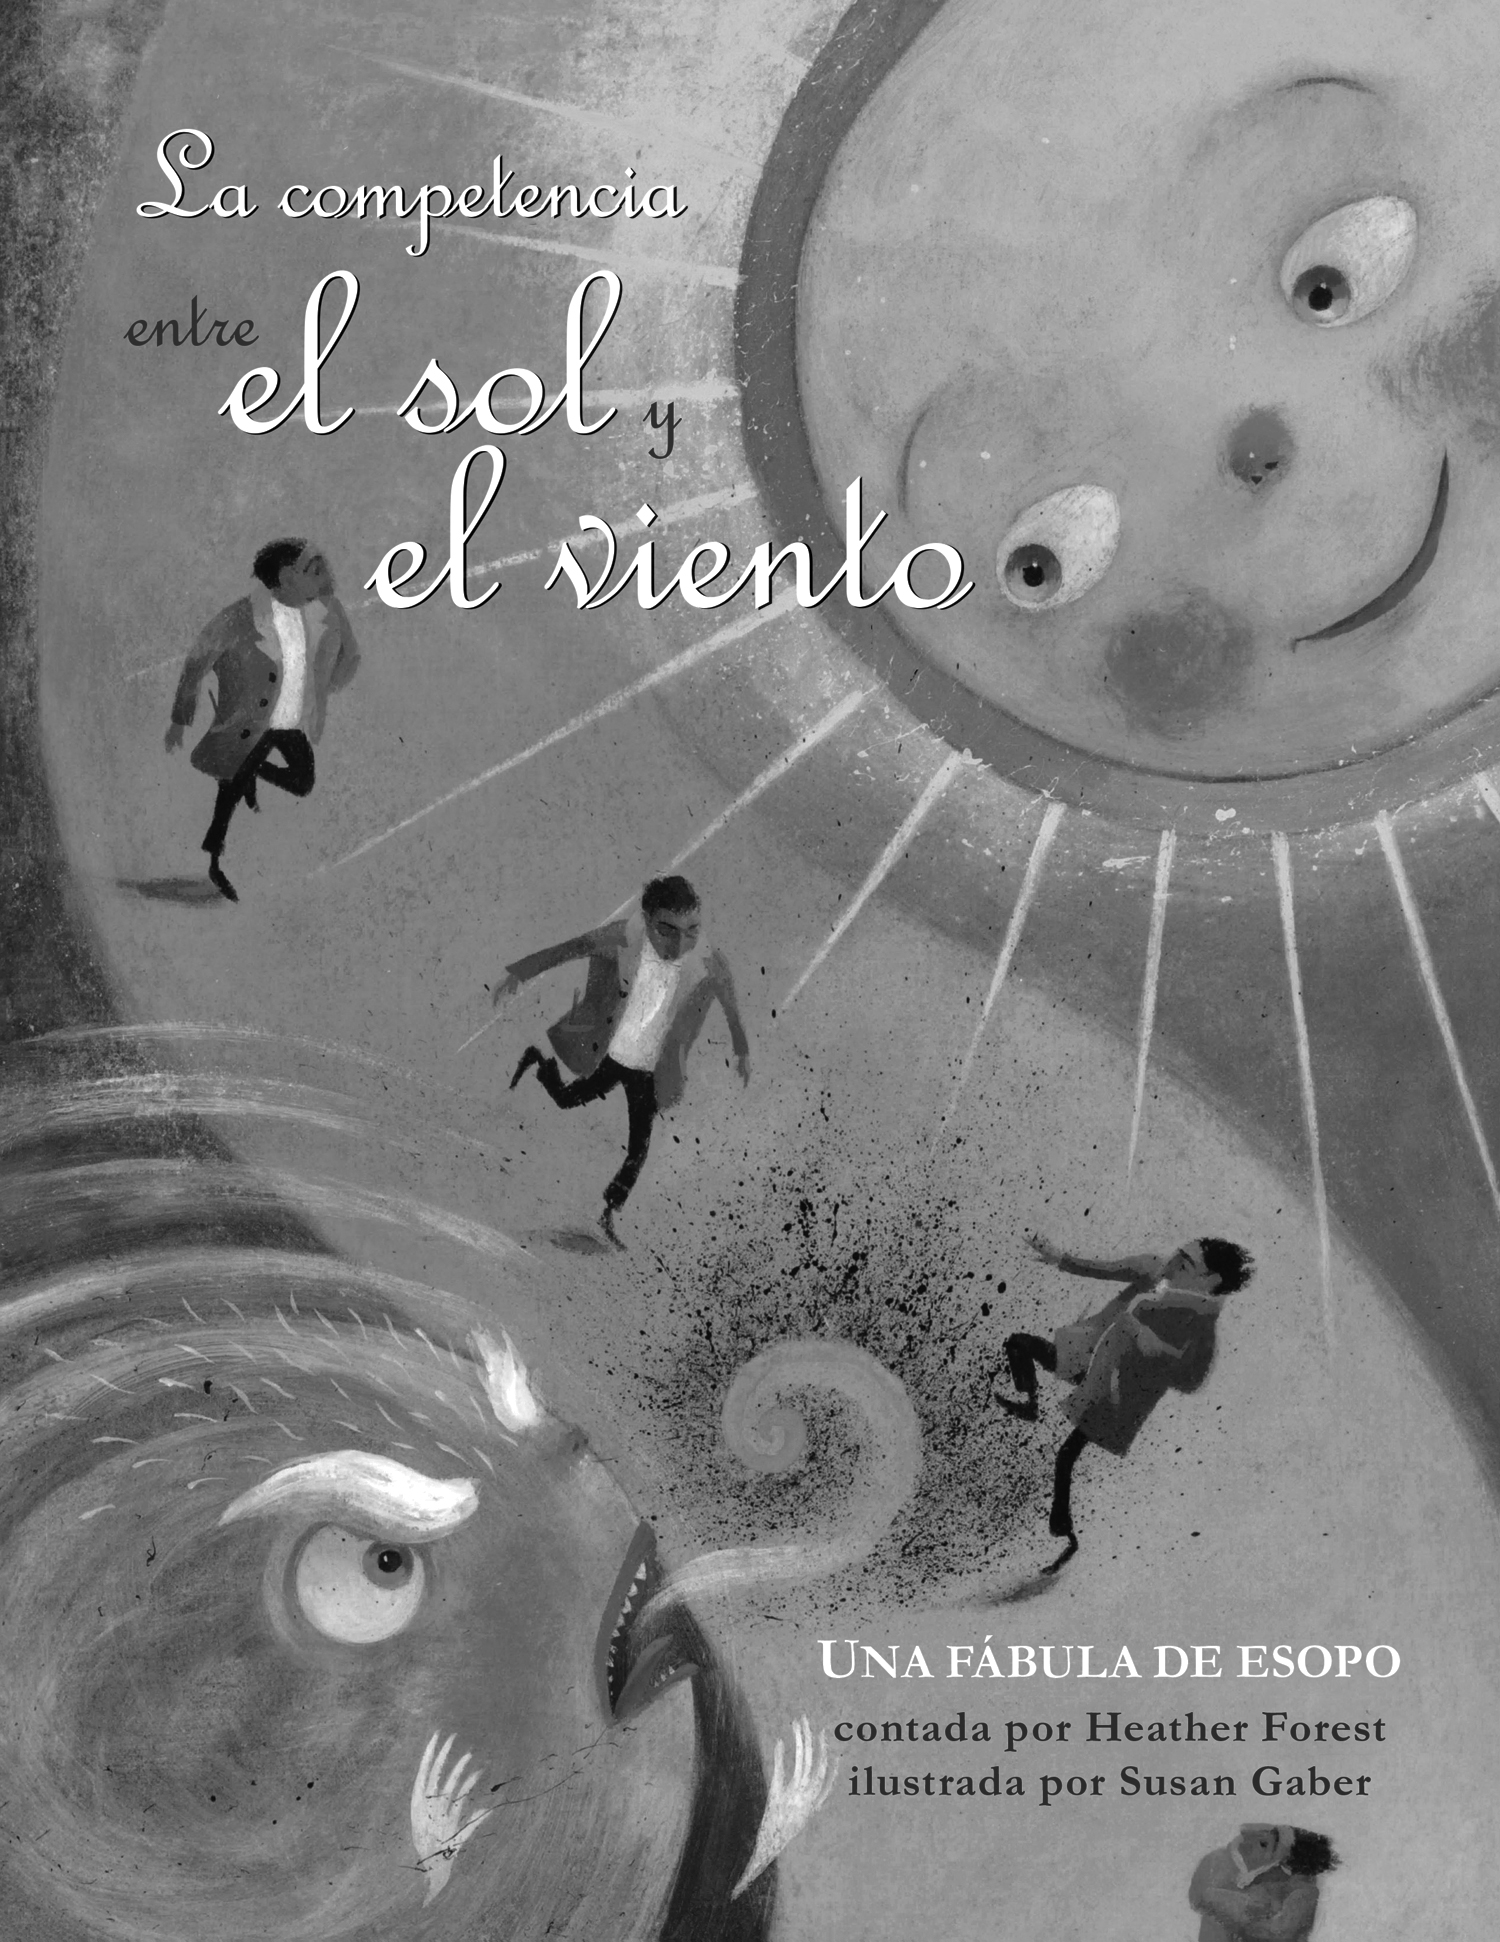 La competencia
entre
el sol y
el viento
UNA FÁBULA DE ESOPO
contada por Heather Forest
ilustrada por Susan Gaber